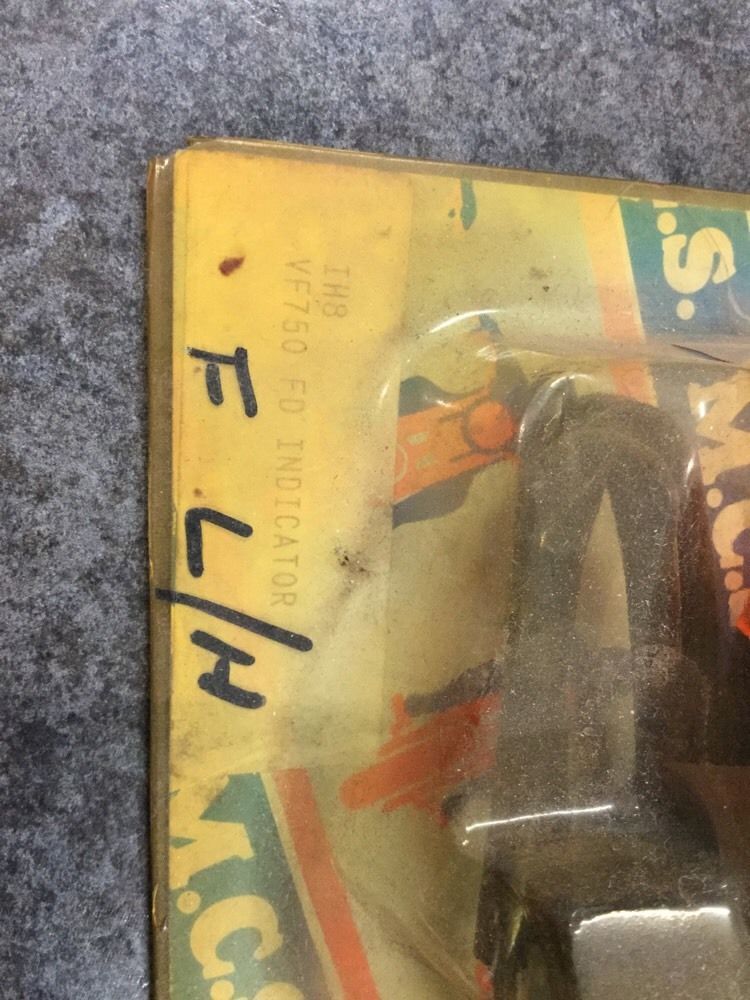 IH8
VF750 FD INDICATOR
F L/H
.S.
M.C.
M.C.S